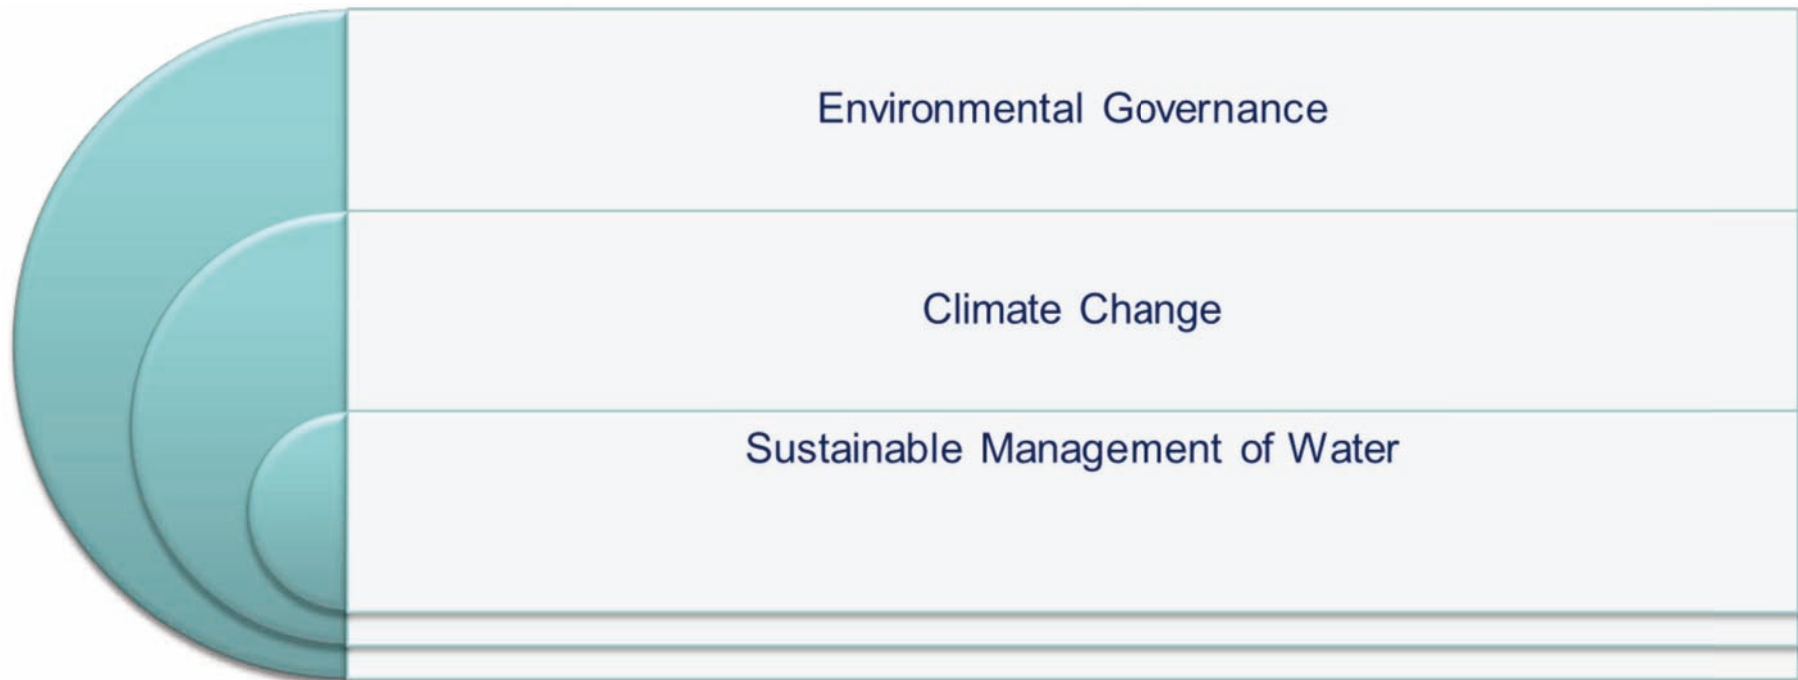 Environmental Governance
Climate Change
Sustainable Management of Water